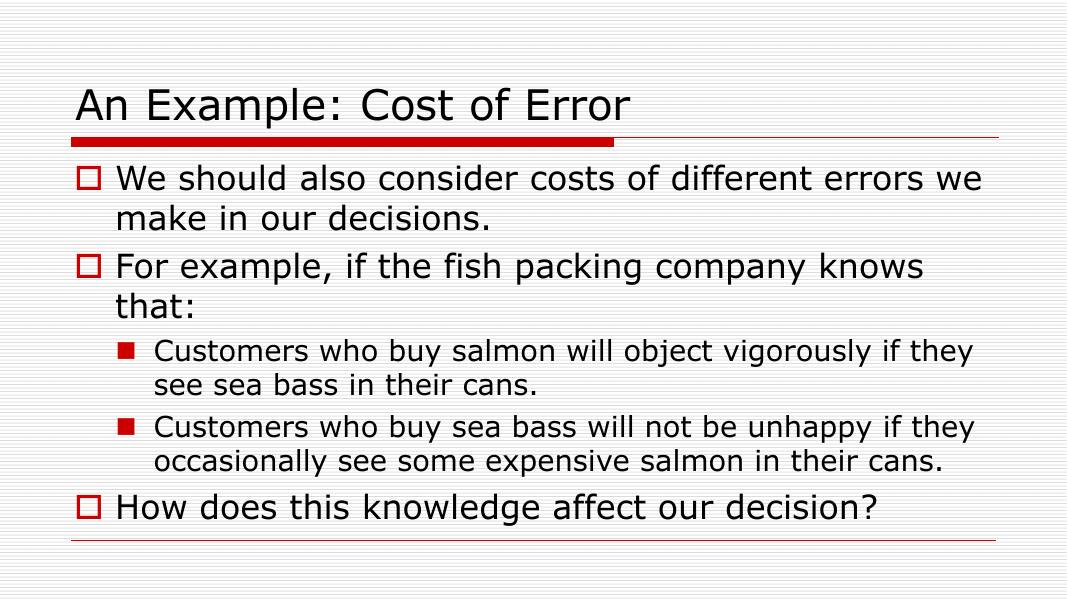 An Example: Cost of Error
We should also consider costs of different errors we
make in our decisions.
For example, if the fish packing company knows
that:
Customers who buy salmon will object vigorously if they
see sea bass in their cans.
Customers who buy sea bass will not be unhappy if they
occasionally see some expensive salmon in their cans.
How does this knowledge affect our decision?